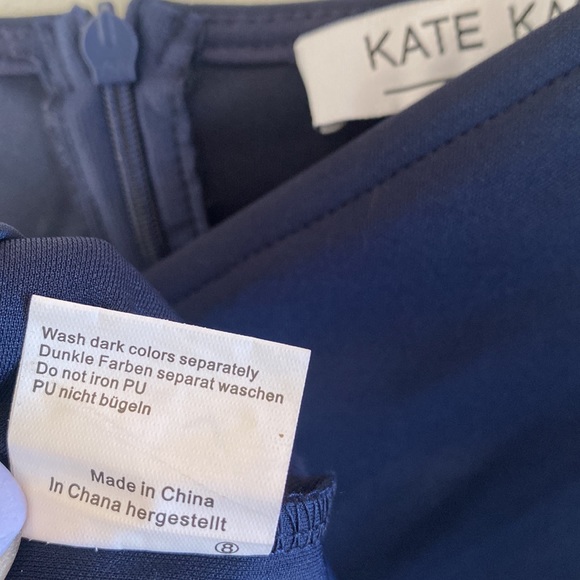 KATE
Wash dark colors separately
Dunkle Farben separat waschen
Do not iron PU
PU nicht bügeln
Made in China
In Chana hergestellt
8